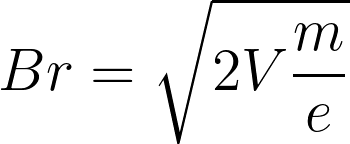 Br = \sqrt{2V\frac{m}{e}}